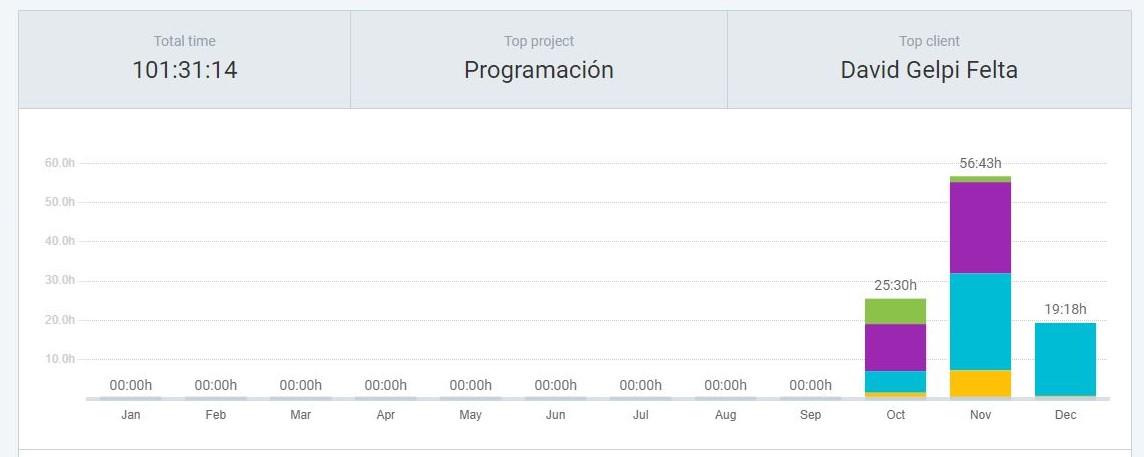 Total time
101:31:14
Top project
Programación
Top client
David Gelpi Felta
60.0h
50.0h
40.0h
30.0h
20.0h
10.0h
00:00h 00:00h 00:00h 00:00h 00:00h 00:00h 00:00h 00:00h 00:00h 25:30h 56:43h 19:18h
Jan Feb Mar Apr May Jun Jul Aug Sep Oct Nov Dec